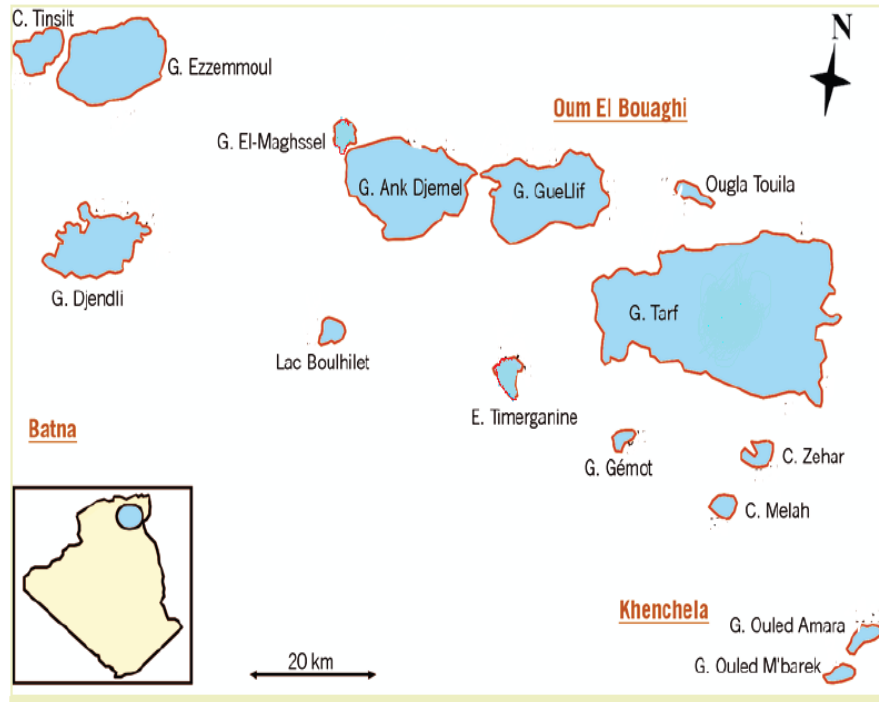 C. Tinsilt
N
G. Ezzemmoul
Oum El Bouaghi
G. El-Maghssel
G. Ank Djemel
G. GueLlif
Ougla Touila
G. Djendli
G. Tarf
Lac Boulhilet
E. Timerganine
Batna
G. Gémot
C. Zehar
C. Melah
Khenchela
G. Ouled Amara
20 km
G. Ouled M'barek